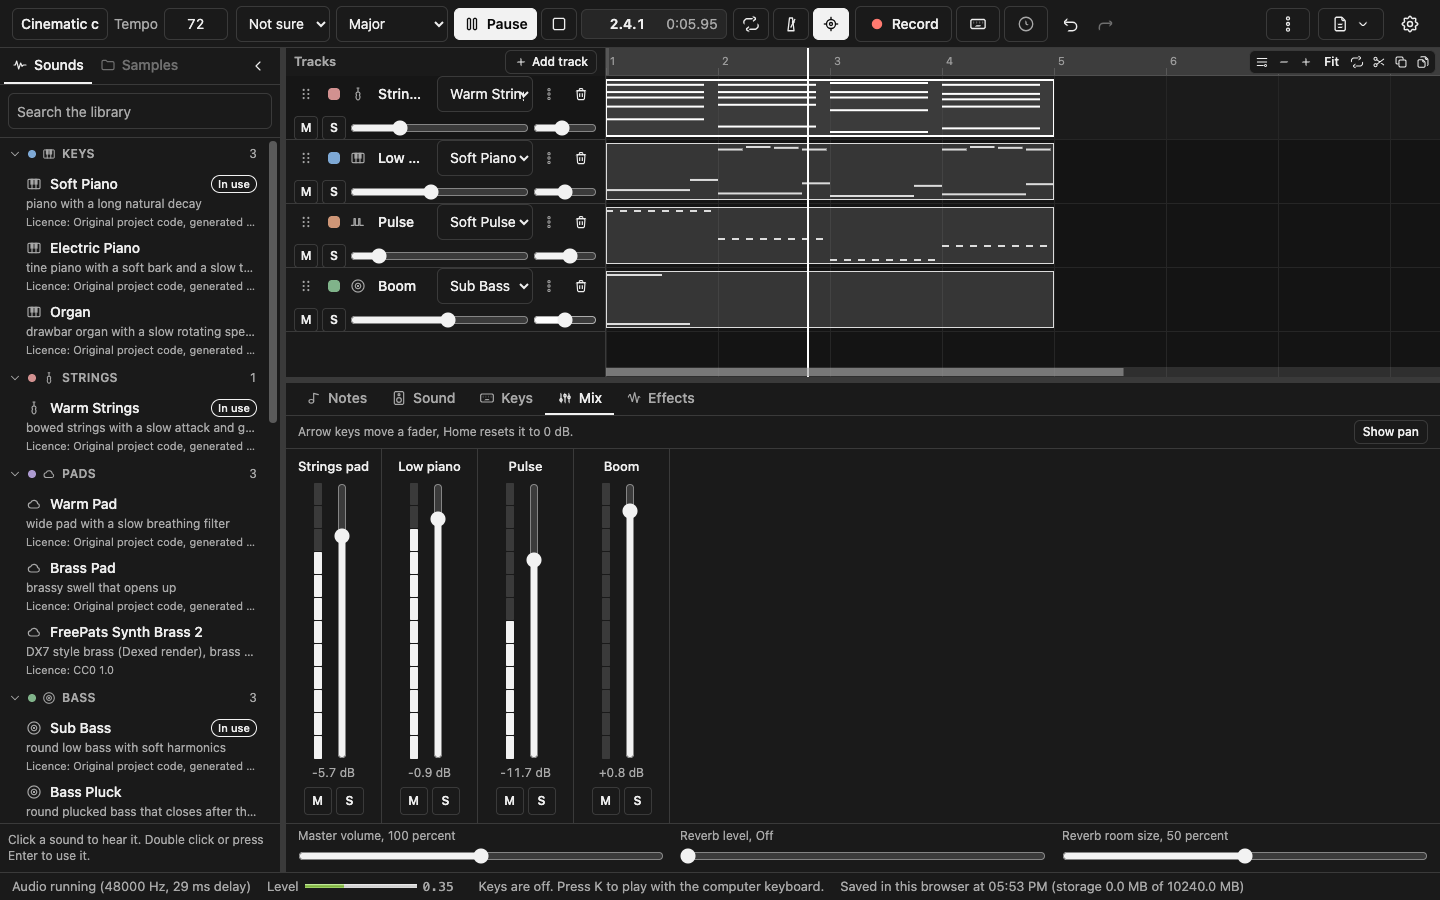 Cinematic c
Tempo
72
Not sure
Major
Pause
2.4.1
0:05.95
Record
Sounds
Samples
Search the library
KEYS
3
Soft Piano
In use
piano with a long natural decay
Licence: Original project code, generated ...
Electric Piano
tine piano with a soft bark and a slow t...
Licence: Original project code, generated ...
Organ
drawbar organ with a slow rotating spe...
Licence: Original project code, generated ...
STRINGS
1
Warm Strings
In use
bowed strings with a slow attack and g...
Licence: Original project code, generated ...
PADS
3
Warm Pad
wide pad with a slow breathing filter
Licence: Original project code, generated ...
Brass Pad
brassy swell that opens up
Licence: Original project code, generated ...
FreePats Synth Brass 2
DX7 style brass (Dexed render), brass ...
Licence: CC0 1.0
BASS
3
Sub Bass
In use
round low bass with soft harmonics
Licence: Original project code, generated ...
Bass Pluck
round plucked bass that closes after th...
Click a sound to hear it. Double click or press
Enter to use it.
Tracks
+ Add track
1
2
3
4
5
6
Fit
Strin...
Warm Strin
M
S
Low ...
Soft Piano
M
S
Pulse
Soft Pulse
M
S
Boom
Sub Bass
M
S
Notes
Sound
Keys
Mix
Effects
Arrow keys move a fader, Home resets it to 0 dB.
Show pan
Strings pad
Low piano
Pulse
Boom
-5.7 dB
-0.9 dB
-11.7 dB
+0.8 dB
M
S
M
S
M
S
M
S
Master volume, 100 percent
Reverb level, Off
Reverb room size, 50 percent
Audio running (48000 Hz, 29 ms delay)
Level
0.35
Keys are off. Press K to play with the computer keyboard.
Saved in this browser at 05:53 PM (storage 0.0 MB of 10240.0 MB)